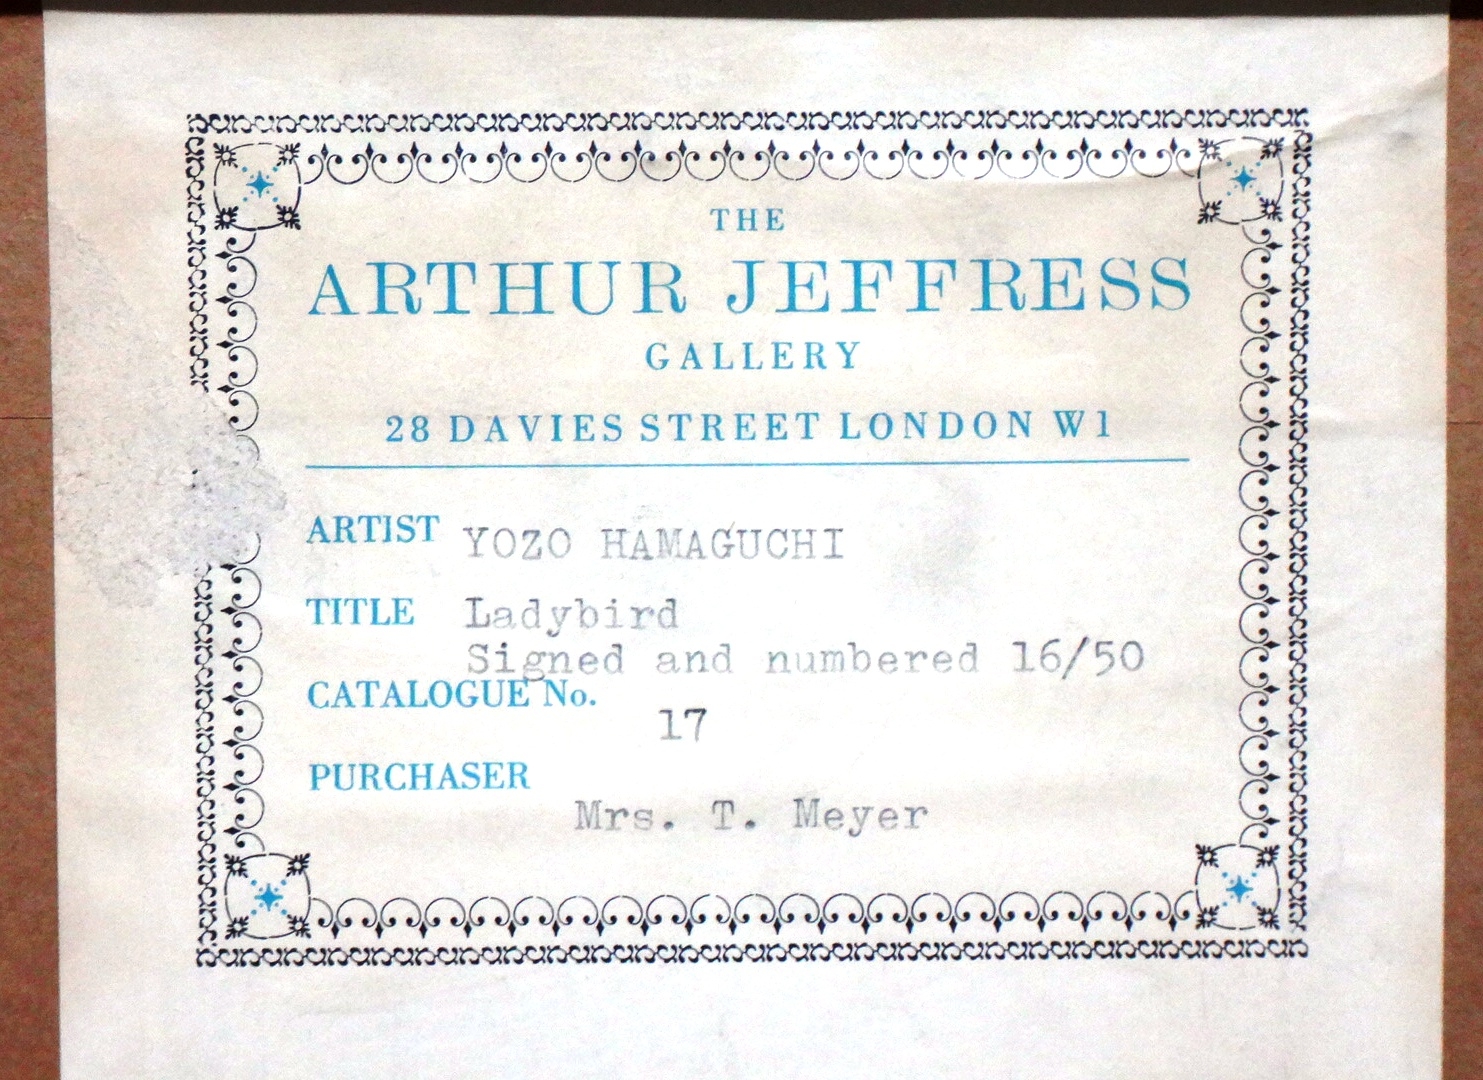 THE
ARTHUR JEFFRESS
GALLERY
28 DAVIES STREET LONDON W1
ARTIST YOZO HAMAGUCHI
TITLE Ladybird
Signed and numbered 16/50
CATALOGUE No.
17
PURCHASER
Mrs. T. Meyer